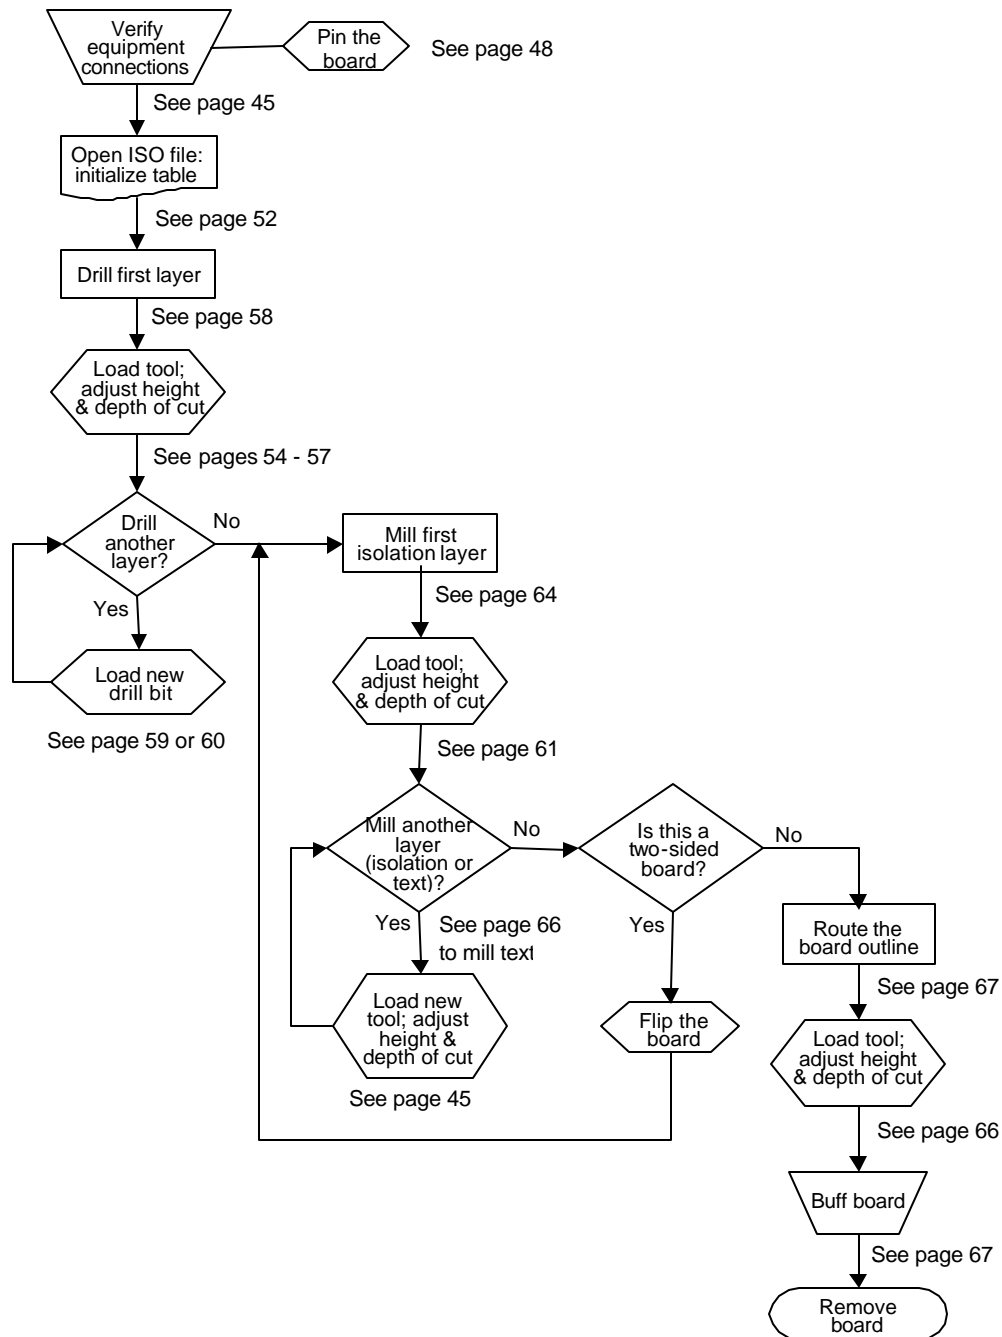 Verify
equipment
connections
Pin the
board
See page 48
See page 45
Open ISO file:
initialize table
See page 52
Drill first layer
See page 58
Load tool;
adjust height
& depth of cut
See pages 54 - 57
Drill
another
layer?
No
Yes
Load new
drill bit
See page 59 or 60
Mill first
isolation layer
See page 64
Load tool;
adjust height
& depth of cut
See page 61
Mill another
layer
(isolation or
text)?
No
Yes
See page 66
to mill text
Load new
tool; adjust
height &
depth of cut
See page 45
Is this a
two-sided
board?
No
Yes
Flip the
board
Route the
board outline
See page 67
Load tool;
adjust height
& depth of cut
See page 66
Buff board
See page 67
Remove
board